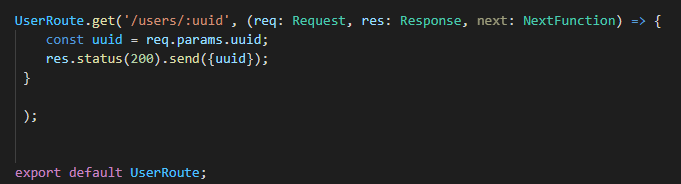 UserRoute.get('/users/:uuid', (req: Request, res: Response, next: NextFunction) => {
const uuid = req.params.uuid;
res.status(200).send({uuid});
}
);
export default UserRoute;